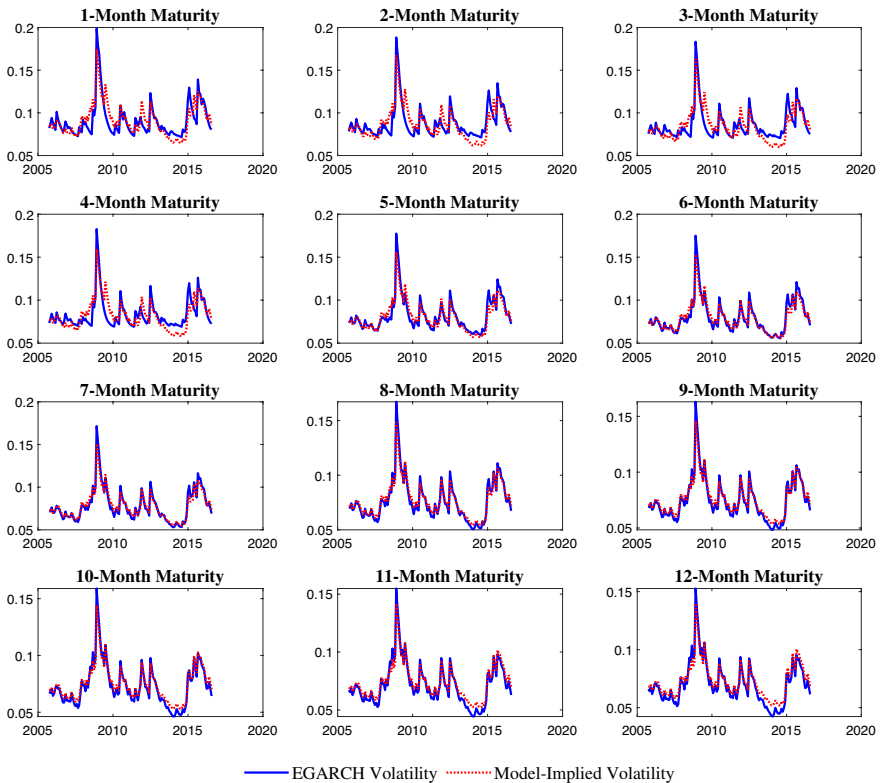 1-Month Maturity 2-Month Maturity 3-Month Maturity
0.2 0.2 0.2
0.15 0.15 0.15
0.1 0.1 0.1
0.05 0.05 0.05
2005 2010 2015 2020 2005 2010 2015 2020 2005 2010 2015 2020
4-Month Maturity 5-Month Maturity 6-Month Maturity
0.2 0.2 0.2
0.15 0.15 0.15
0.1 0.1 0.1
0.05 0.05 0.05
2005 2010 2015 2020 2005 2010 2015 2020 2005 2010 2015 2020
7-Month Maturity 8-Month Maturity 9-Month Maturity
0.2
0.15 0.15 0.15
0.1 0.1 0.1
0.05 0.05 0.05
2005 2010 2015 2020 2005 2010 2015 2020 2005 2010 2015 2020
10-Month Maturity 11-Month Maturity 12-Month Maturity
0.15 0.15 0.15
0.1 0.1 0.1
0.05 0.05 0.05
2005 2010 2015 2020 2005 2010 2015 2020 2005 2010 2015 2020
EGARCH Volatility Model-Implied Volatility